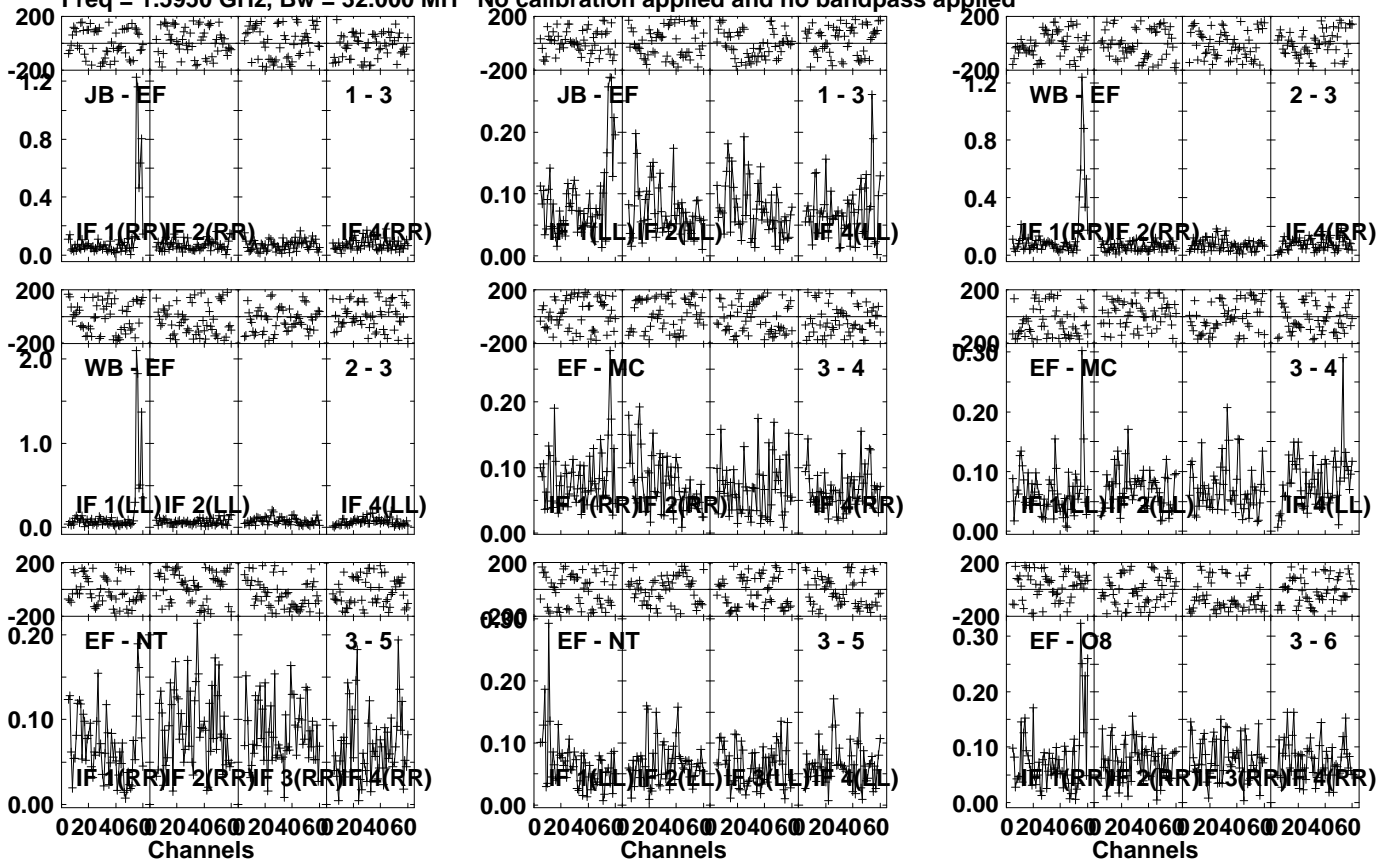 Freq = 1.5950 GHz, Bw = 32.000 MH No calibration applied and no bandpass applied
200
-200
1.2
0.8
0.4
0.0
JB - EF
1 - 3
IF 1(RR)
IF 2(RR)
IF 4(RR)
200
-200
0.20
0.10
0.00
JB - EF
1 - 3
IF 1(LL)
IF 2(LL)
IF 4(LL)
200
-200
1.2
0.8
0.4
0.0
WB - EF
2 - 3
IF 1(RR)
IF 2(RR)
IF 4(RR)
200
-200
2.0
1.0
0.0
WB - EF
2 - 3
IF 1(LL)
IF 2(LL)
IF 4(LL)
200
-200
0.20
0.10
0.00
EF - MC
3 - 4
IF 1(RR)
IF 2(RR)
IF 4(RR)
200
-200
0.30
0.20
0.10
0.00
EF - MC
3 - 4
IF 1(LL)
IF 2(LL)
IF 4(LL)
200
-200
0.20
0.10
0.00
EF - NT
3 - 5
IF 1(RR)
IF 2(RR)
IF 3(RR)
IF 4(RR)
0 20 40 60 0 20 40 60 0 20 40 60 0 20 40 60
Channels
200
-200
0.30
0.20
0.10
0.00
EF - NT
3 - 5
IF 1(LL)
IF 2(LL)
IF 3(LL)
IF 4(LL)
0 20 40 60 0 20 40 60 0 20 40 60 0 20 40 60
Channels
200
-200
0.30
0.20
0.10
0.00
EF - O8
3 - 6
IF 1(RR)
IF 2(RR)
IF 3(RR)
IF 4(RR)
0 20 40 60 0 20 40 60 0 20 40 60 0 20 40 60
Channels